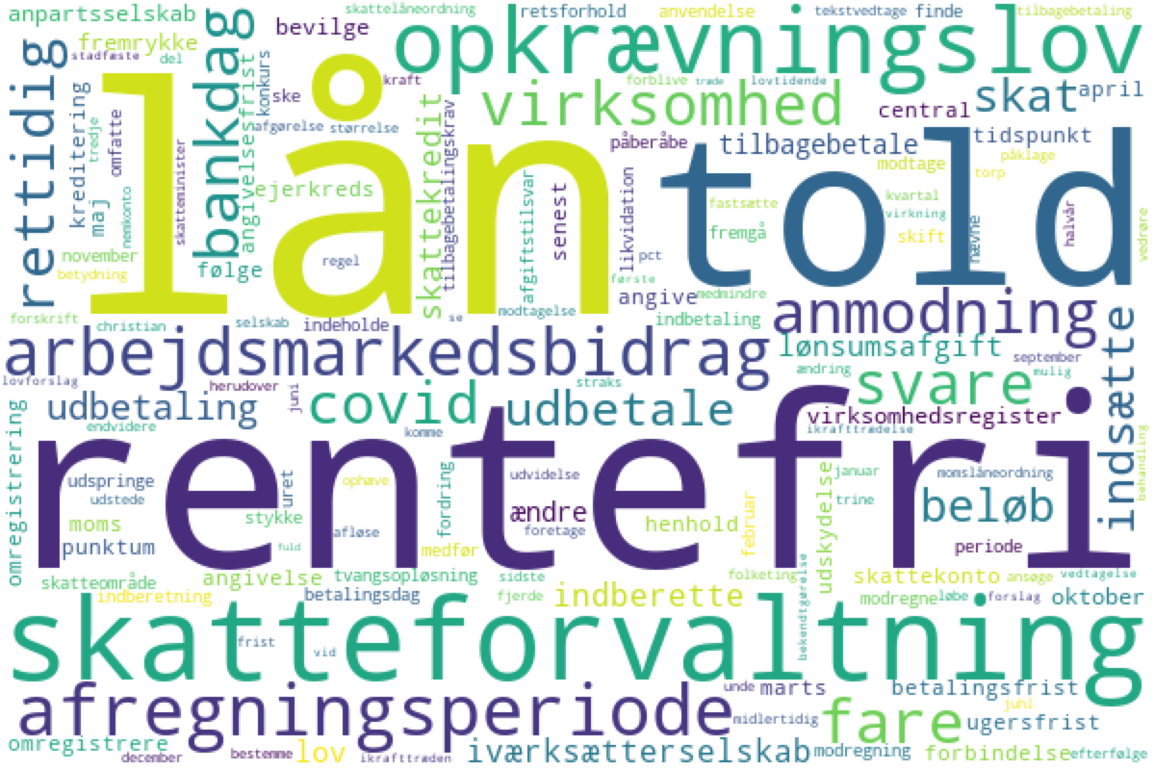 anpartsselskab
bevilge
skattelåneordning
retsforhold
anvendelse
tekstvedtage
finde
tilbagebetaling
fremrykke
stadfæste
del
rettidig
bankdag
angivelsesfrist
konkurs
ske
kraft
opkrævningslov
virksomhed
forblive
træde
lovtidende
skat
april
central
lån
told
kreditering
tredje
omfatte
maj
nemkonto
skatteminister
afgørelse
størrelse
skattekredit
tilbagebetalingskrav
påberåbe
tilbagebetale
tidspunkt
modtage
påklage
torp
ejerkreds
afgiftstilsvar
senest
likvidation
fastsætte
kvartal
virkning
halvår
nævne
vedrøre
november
betydning
følge
regel
pct
fremgå
skift
første
angive
medmindre
forskrift
christian
selskab
indeholde
se
modtagelse
indbetaling
anmodning
arbejdsmarkedsbidrag
lønsumsafgift
september
ændring
mulig
indsætte
lovforslag
herudover
juni
straks
svare
udbetaling
covid
udbetale
virksomhedsregister
endvidere
komme
ikrafttrædelse
omregistrering
rentefri
behandling
udspringe
udstede
uret
ophæve
fordring
udvidelse
januar
momslåneordning
trine
beløb
moms
stykke
afløse
ændre
foretage
henhold
februar
udskydelse
punktum
fuld
medfør
periode
skatteområde
angivelse
tvangsopløsning
sidste
folketing
skattekonto
ansøge
vedtagelse
indberetning
betalingsdag
fjerde
indberette
bekendtgørelse
modregne
løbe
forslag
oktober
skatteforvaltning
frist
vid
afregningsperiode
unde
marts
betalingsfrist
juhl
midlertidig
fare
ugersfrist
omregistrere
december
bestemme
lov
ikrafttræden
iværksætterselskab
modregning
forbindelse
efterfølge